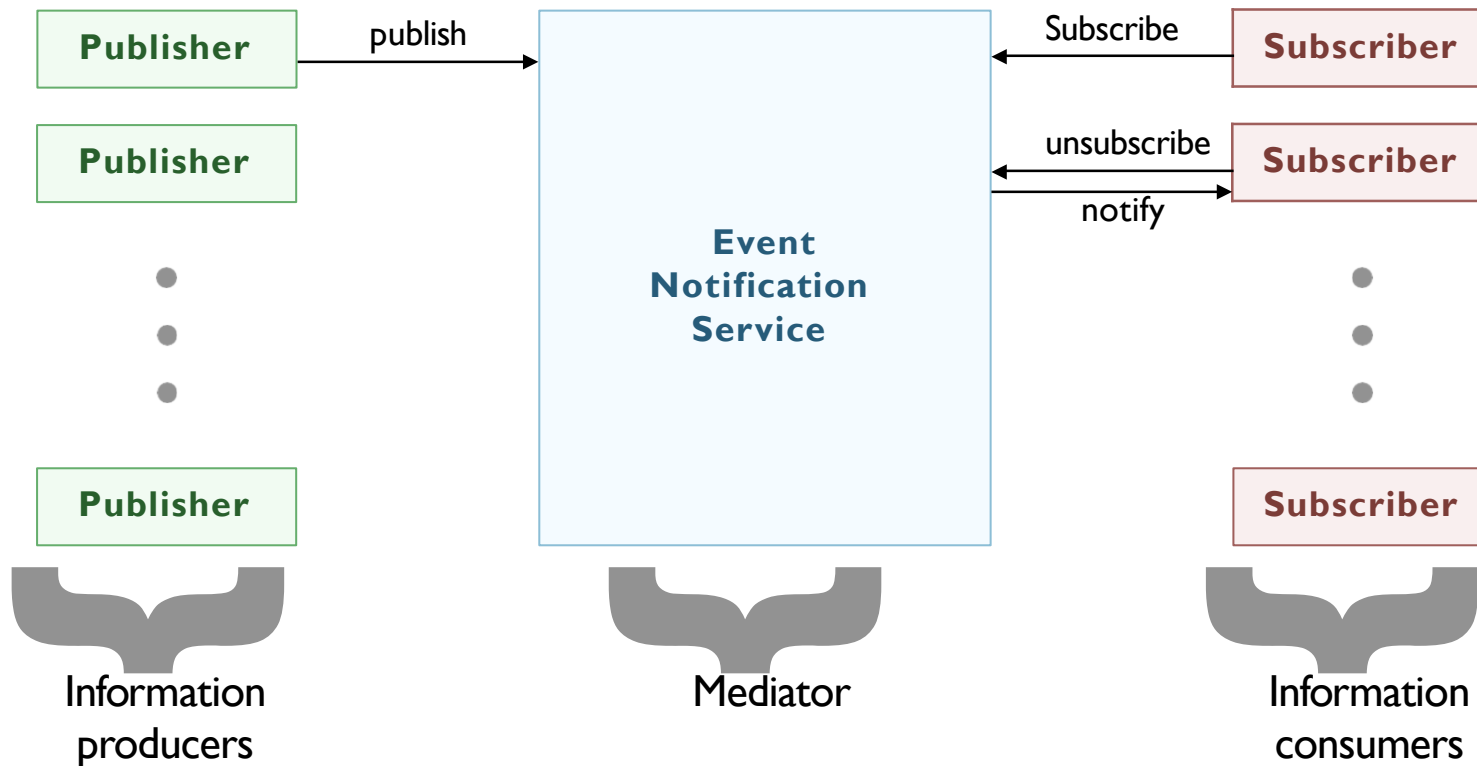 Publisher
publish
Subscribe
Subscriber
Publisher
unsubscribe
Subscriber
notify
Event
Notification
Service
Publisher
Subscriber
Information
producers
Mediator
Information
consumers